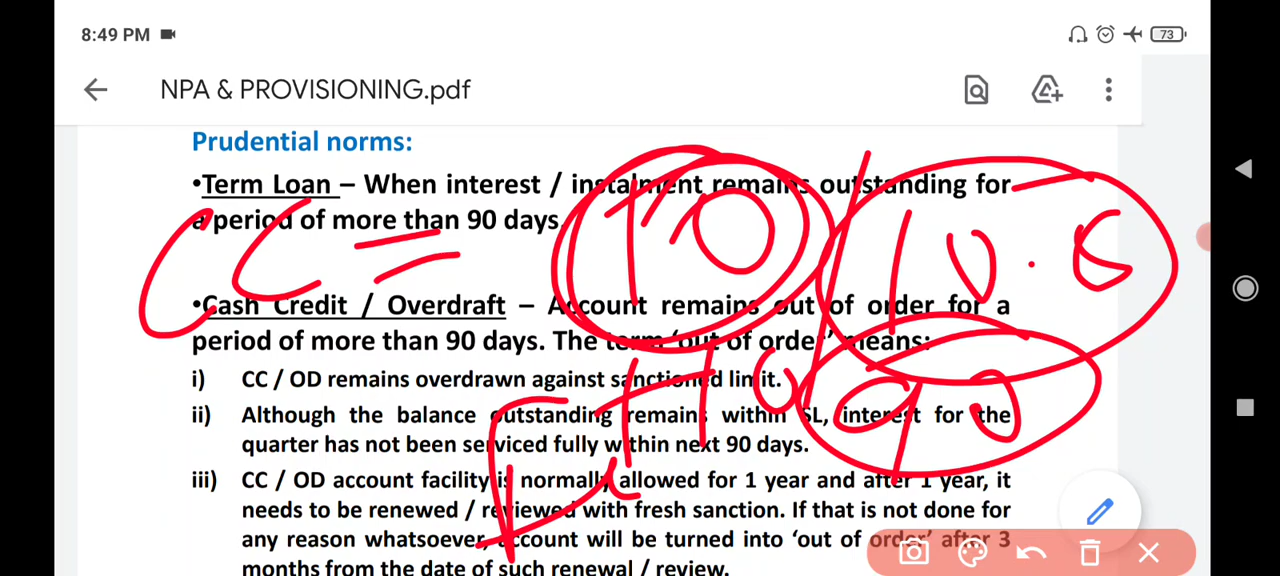 8:49 PM
73
NPA & PROVISIONING.pdf
Prudential norms:
•Term Loan – When interest / instalment remains outstanding for
a period of more than 90 days.
CC = 10 / 10.5
•Cash Credit / Overdraft – Account remains out of order for a
period of more than 90 days. The term ‘out of order’ means:
i) CC / OD remains overdrawn against sanctioned limit.
90
ii) Although the balance outstanding remains within SL, interest for the
quarter has not been serviced fully within next 90 days.
iii) CC / OD account facility is normally allowed for 1 year and after 1 year, it
needs to be renewed / reviewed with fresh sanction. If that is not done for
any reason whatsoever, account will be turned into ‘out of order’ after 3
months from the date of such renewal / review.